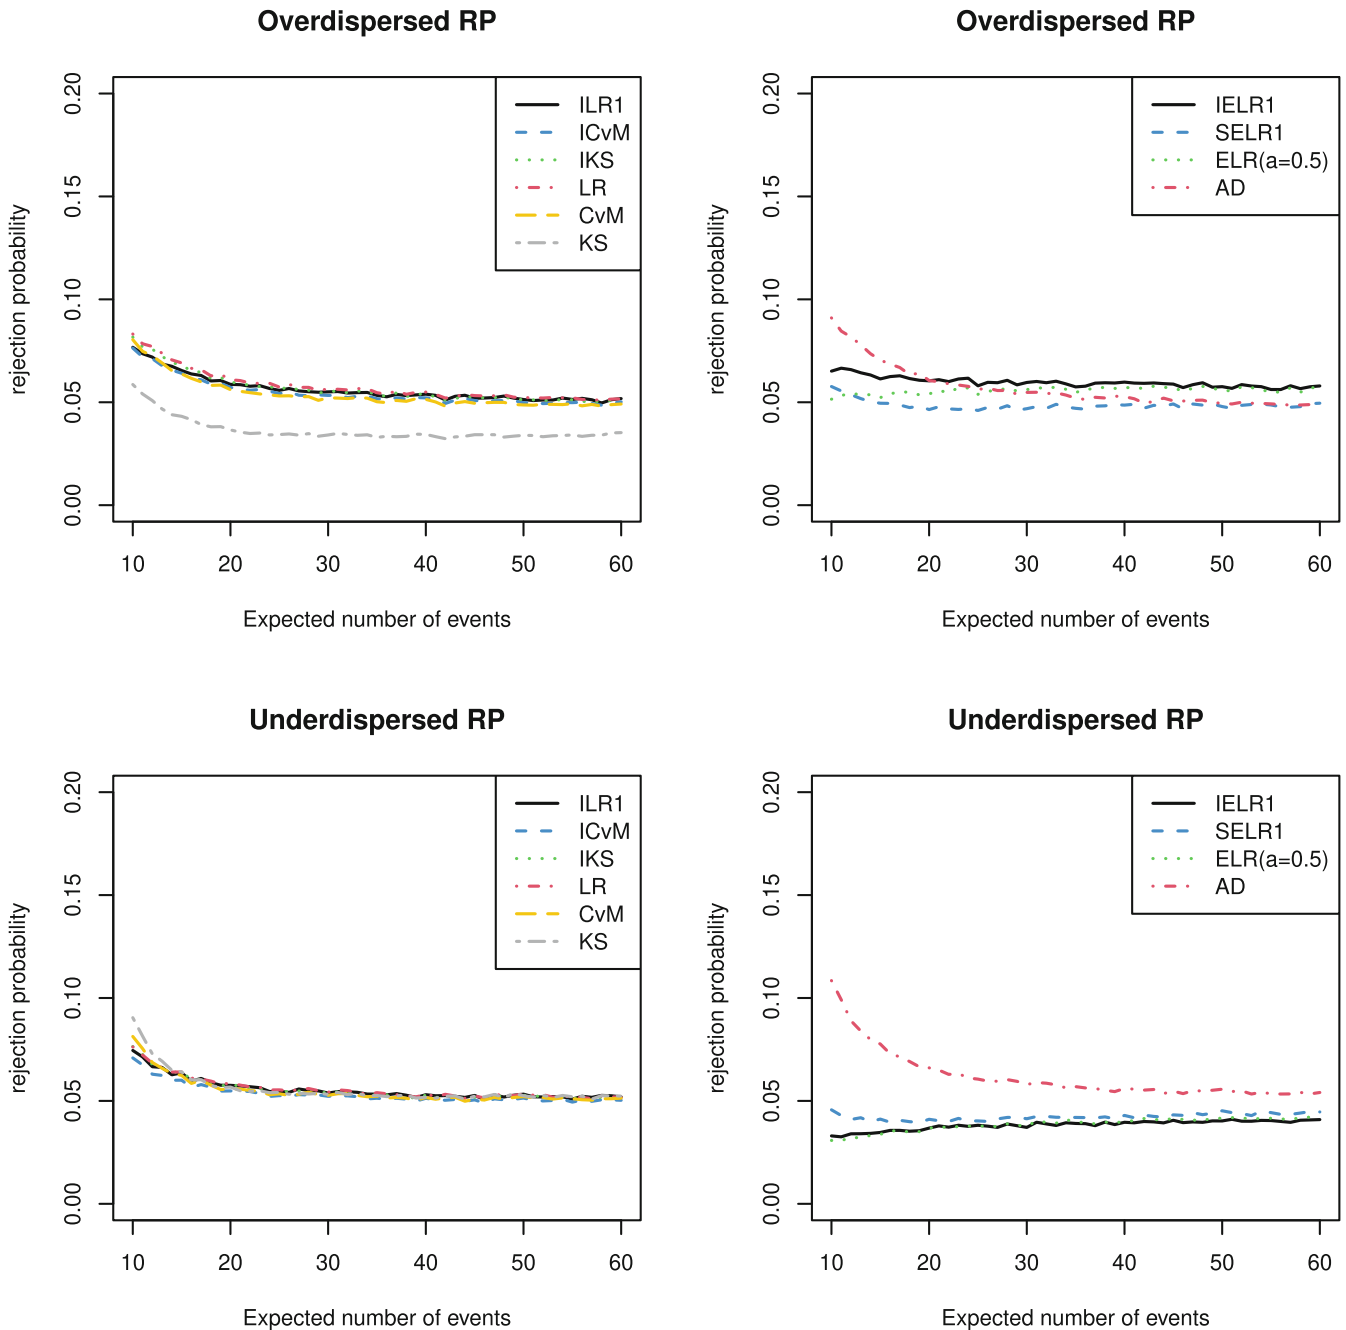 Overdispersed RP
rejection probability
0.20
0.15
0.10
0.05
0.00
ILR1
ICvM
IKS
LR
CvM
KS
10 20 30 40 50 60
Expected number of events
Overdispersed RP
rejection probability
0.20
0.15
0.10
0.05
0.00
IELR1
SELR1
ELR(a=0.5)
AD
10 20 30 40 50 60
Expected number of events
Underdispersed RP
rejection probability
0.20
0.15
0.10
0.05
0.00
ILR1
ICvM
IKS
LR
CvM
KS
10 20 30 40 50 60
Expected number of events
Underdispersed RP
rejection probability
0.20
0.15
0.10
0.05
0.00
IELR1
SELR1
ELR(a=0.5)
AD
10 20 30 40 50 60
Expected number of events